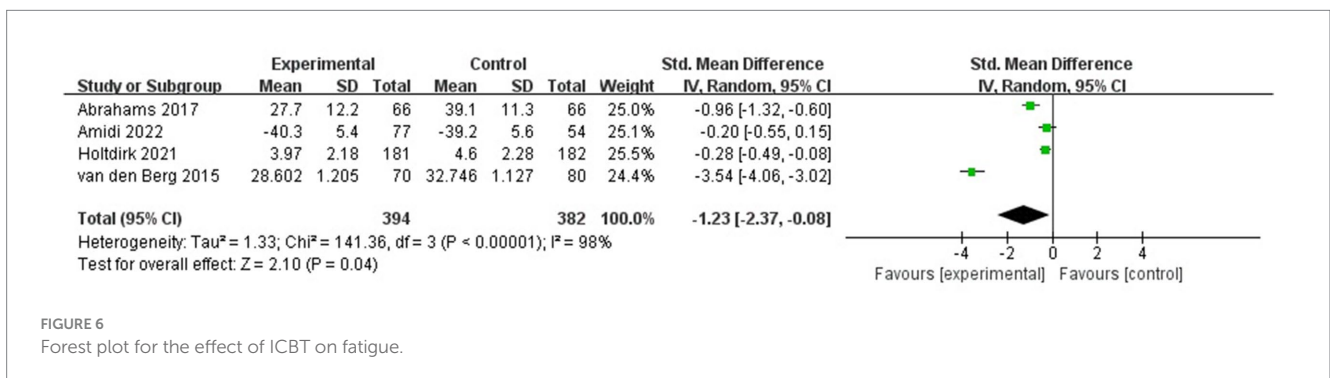 Experimental Control Std. Mean Difference Std. Mean Difference
Study or Subgroup Mean SD Total Mean SD Total Weight IV, Random, 95% CI IV, Random, 95% CI
Abrahams 2017 27.7 12.2 66 39.1 11.3 66 25.0% -0.96 [-1.32, -0.60]
Amidi 2022 -40.3 5.4 77 -39.2 5.6 54 25.1% -0.20 [-0.55, 0.15]
Holtdirk 2021 3.97 2.18 181 4.6 2.28 182 25.5% -0.28 [-0.49, -0.08]
van den Berg 2015 28.602 1.205 70 32.746 1.127 80 24.4% -3.54 [-4.06, -3.02]
Total (95% CI) 394 382 100.0% -1.23 [-2.37, -0.08]
Heterogeneity: Tau² = 1.33; Chi² = 141.36, df = 3 (P < 0.00001); I² = 98%
Test for overall effect: Z = 2.10 (P = 0.04)
-4 -2 0 2 4
Favours [experimental] Favours [control]
FIGURE 6
Forest plot for the effect of ICBT on fatigue.